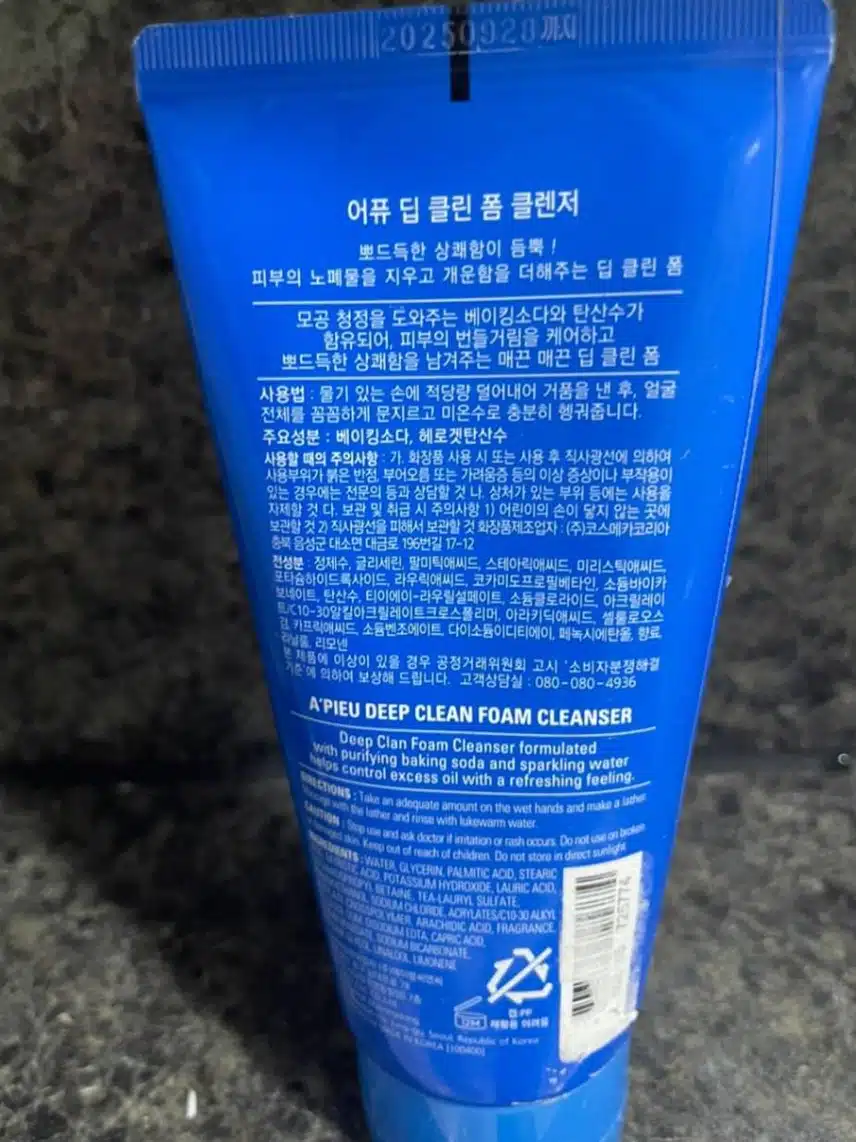 20250928까지
어퓨 딥 클린 폼 클렌저
뽀드득한 상쾌함이 듬뿍 !
피부의 노폐물을 지우고 개운함을 더해주는 딥 클린 폼
모공 청정을 도와주는 베이킹소다와 탄산수가
함유되어, 피부의 번들거림을 케어하고
뽀드득한 상쾌함을 남겨주는 매끈 매끈 딥 클린 폼
사용법 : 물기 있는 손에 적당량 덜어내어 거품을 낸 후, 얼굴
전체를 꼼꼼하게 문지르고 미온수로 충분히 헹궈줍니다.
주요성분 : 베이킹소다, 헤로겟탄산수
사용할 때의 주의사항 : 가. 화장품 사용 시 또는 사용 후 직사광선에 의하여
사용부위가 붉은 반점, 부어오름 또는 가려움증 등의 이상 증상이나 부작용이
있는 경우에는 전문의 등과 상담할 것 나. 상처가 있는 부위 등에는 사용을
자제할 것 다. 보관 및 취급 시 주의사항 1) 어린이의 손이 닿지 않는 곳에
보관할 것 2) 직사광선을 피해서 보관할 것 화장품제조업자 : (주)코스메카코리아
충북 음성군 대소면 대금로 196번길 17-12
전성분 : 정제수, 글리세린, 팔미틱애씨드, 스테아릭애씨드, 미리스틱애씨드,
포타슘하이드록사이드, 라우릭애씨드, 코카미도프로필베타인, 소듐바이카
보네이트, 탄산수, 티이에이-라우릴설페이트, 소듐클로라이드, 아크릴레이
트/C10-30알킬아크릴레이트크로스폴리머, 아라키딕애씨드, 셀룰로오스
검, 카프릭애씨드, 소듐벤조에이트, 다이소듐이디티에이, 페녹시에탄올, 향료,
리날룰, 리모넨
본 제품에 이상이 있을 경우 공정거래위원회 고시 '소비자분쟁해결
기준'에 의하여 보상해 드립니다. 고객상담실 : 080-080-4936
A'PIEU DEEP CLEAN FOAM CLEANSER
Deep Clan Foam Cleanser formulated
with purifying baking soda and sparkling water
helps control excess oil with a refreshing feeling.
DIRECTIONS : Take an adequate amount on the wet hands and make a lather.
with the lather and rinse with lukewarm water.
CAUTION : Stop use and ask doctor if irritation or rash occurs. Do not use on broken
damaged skin. Keep out of reach of children. Do not store in direct sunlight.
INGREDIENTS : WATER, GLYCERIN, PALMITIC ACID, STEARIC
ACID, POTASSIUM HYDROXIDE, LAURIC ACID,
BETAINE, TEA-LAURYL SULFATE,
SODIUM CHLORIDE, ACRYLATES/C10-30 ALKYL
CROSSPOLYMER, ARACHIDIC ACID, FRAGRANCE,
DISODIUM EDTA, CAPRIC ACID,
SODIUM BICARBONATE,
LINALOOL, LIMONENE
Seoul, Republic of Korea
MADE IN KOREA [100400]
12M
캡:PP
재활용 어려움
725774